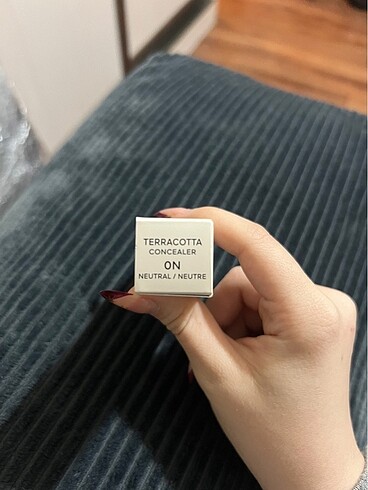 TERRACOTTA
CONCEALER
0N
NEUTRAL / NEUTRE